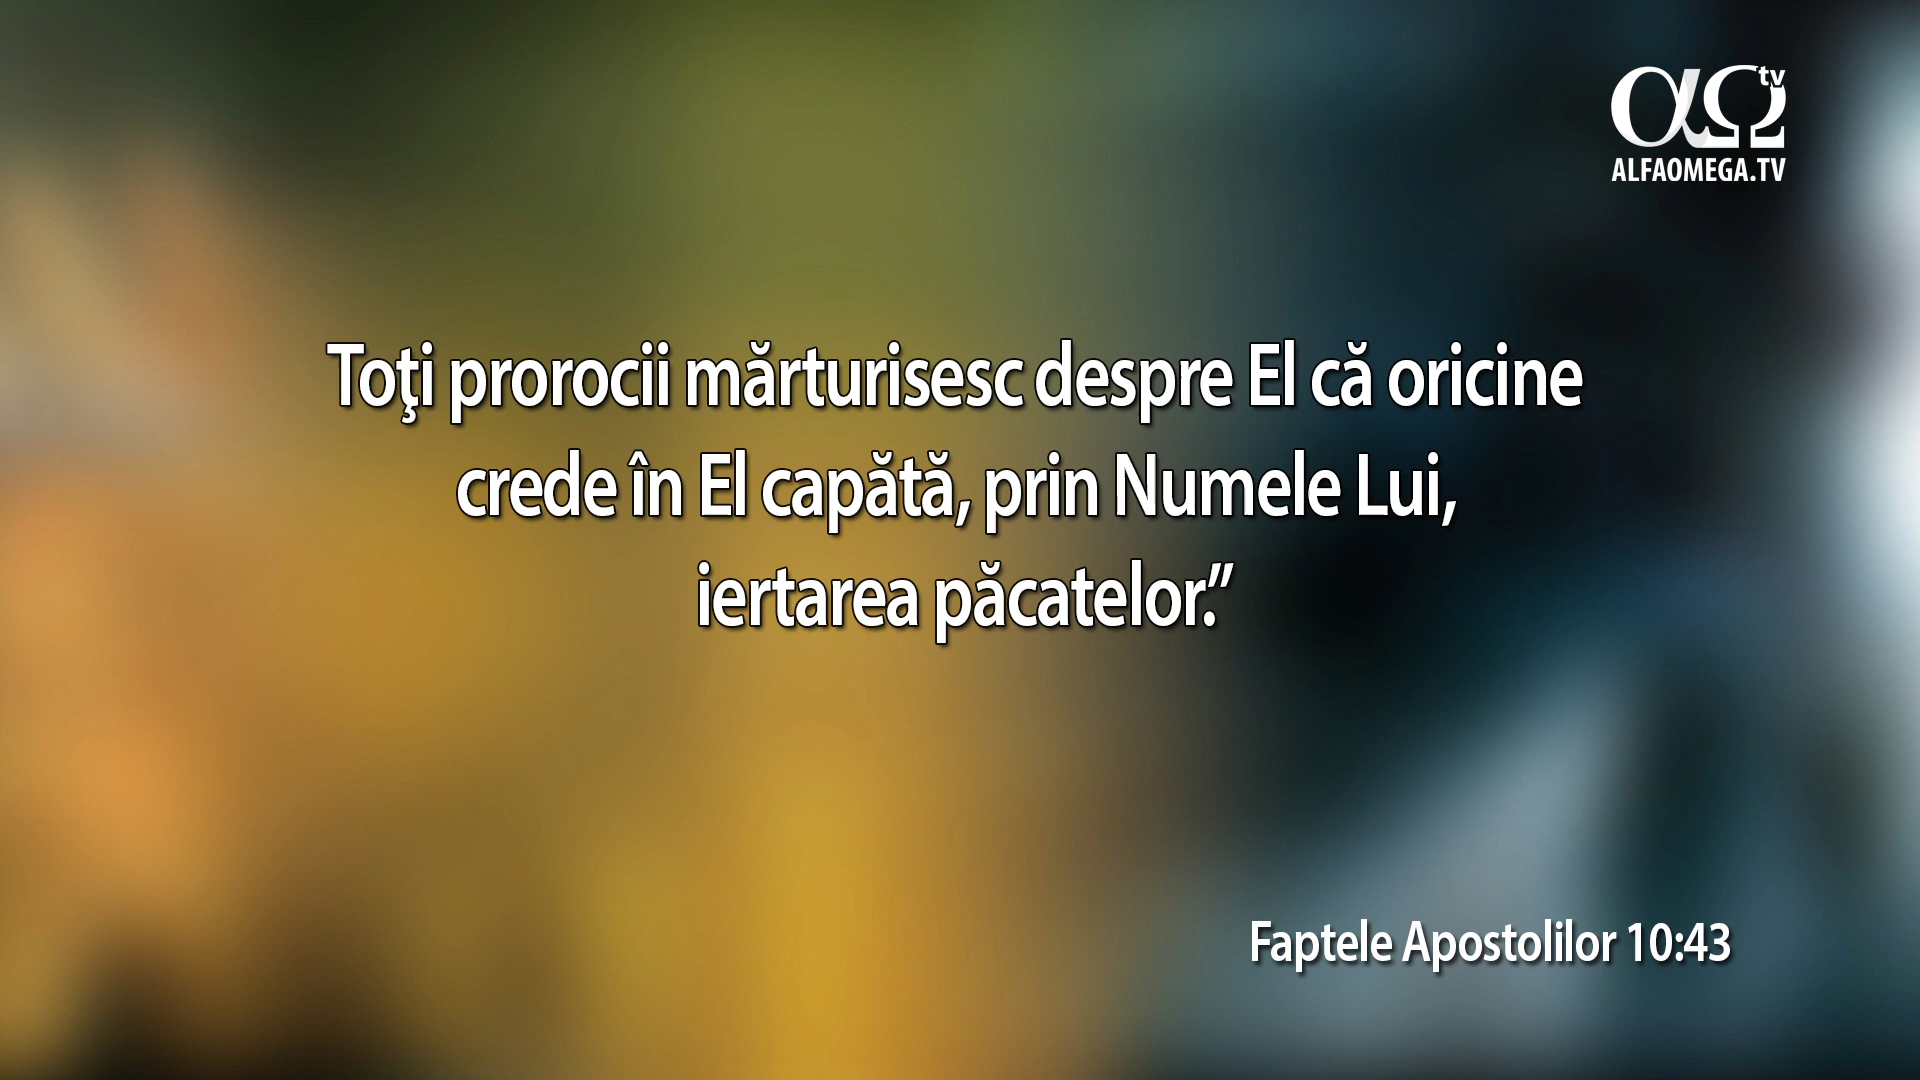 αΩ tv
ALFAOMEGA.TV
Toţi prorocii mărturisesc despre El că oricine
crede în El capătă, prin Numele Lui,
iertarea păcatelor.”
Faptele Apostolilor 10:43